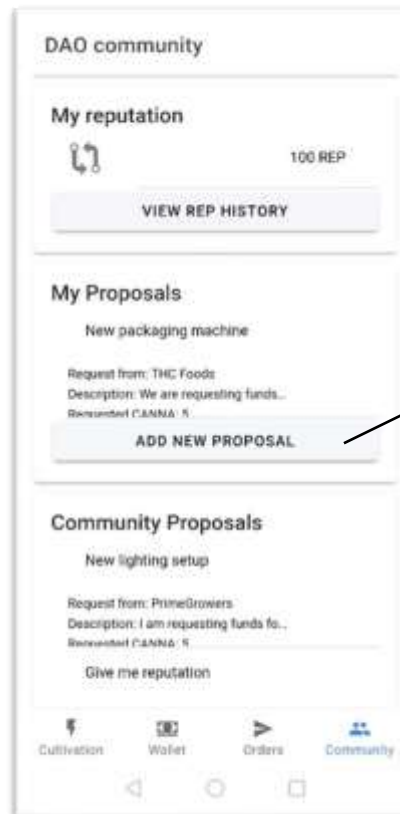 DAO community
My reputation
100 REP
VIEW REP HISTORY
My Proposals
New packaging machine
Request from: THC Foods
Description: We are requesting funds...
Requested CANNA: 5
ADD NEW PROPOSAL
Community Proposals
New lighting setup
Request from: PrimeGrowers
Description: I am requesting funds fo...
Requested CANNA: 5
Give me reputation
Cultivation Wallet Orders Community